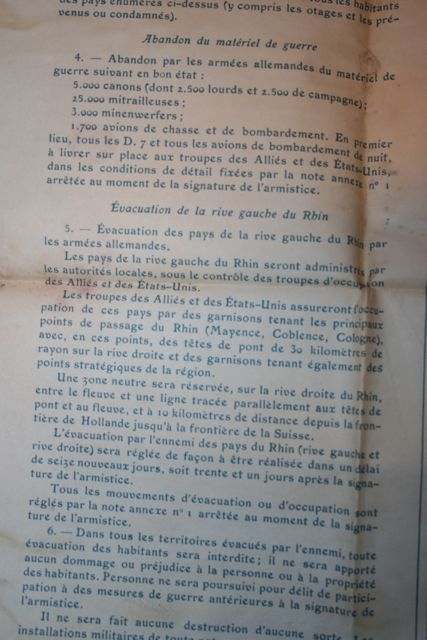 des pays énumérés ci-dessus (y compris les otages et les pré-
venus ou condamnés).
Abandon du matériel de guerre
4. — Abandon par les armées allemandes du matériel de
guerre suivant en bon état :
5.000 canons (dont 2.500 lourds et 2.500 de campagne) ;
25.000 mitrailleuses ;
3.000 minenwerfers ;
1.700 avions de chasse et de bombardement. En premier
lieu, tous les D. 7 et tous les avions de bombardement de nuit,
à livrer sur place aux troupes des Alliés et des États-Unis,
dans les conditions de détail fixées par la note annexe n° 1
arrêtée au moment de la signature de l'armistice.
Évacuation de la rive gauche du Rhin
5. — Évacuation des pays de la rive gauche du Rhin par
les armées allemandes.
Les pays de la rive gauche du Rhin seront administrés par
les autorités locales, sous le contrôle des troupes d'occupation
des Alliés et des États-Unis.
Les troupes des Alliés et des États-Unis assureront l'occu-
pation de ces pays par des garnisons tenant les principaux
points de passage du Rhin (Mayence, Coblence, Cologne),
avec, en ces points, des têtes de pont de 30 kilomètres de
rayon sur la rive droite et des garnisons tenant également des
points stratégiques de la région.
Une zone neutre sera réservée, sur la rive droite du Rhin,
entre le fleuve et une ligne tracée parallèlement aux têtes de
pont et au fleuve, et à 10 kilomètres de distance depuis la fron-
tière de Hollande jusqu'à la frontière de la Suisse.
L'évacuation par l'ennemi des pays du Rhin (rive gauche et
rive droite) sera réglée de façon à être réalisée dans un délai
de seize nouveaux jours, soit trente et un jours après la signa-
ture de l'armistice.
Tous les mouvements d'évacuation ou d'occupation sont
réglés par la note annexe n° 1 arrêtée au moment de la signa-
ture de l'armistice.
6. — Dans tous les territoires évacués par l'ennemi, toute
évacuation des habitants sera interdite ; il ne sera apporté
aucun dommage ou préjudice à la personne ou à la propriété
des habitants. Personne ne sera poursuivi pour délit de partici-
pation à des mesures de guerre antérieures à la signature de
l'armistice.
Il ne sera fait aucune destruction d'aucune sorte.
installations militaires de toute